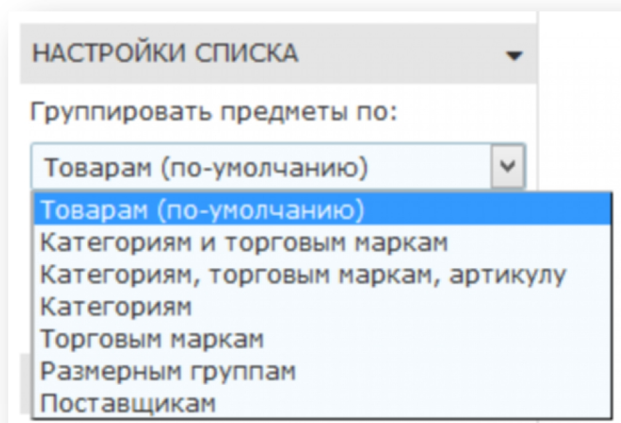 НАСТРОЙКИ СПИСКА
Группировать предметы по:
Товарам (по-умолчанию)
Товарам (по-умолчанию)
Категориям и торговым маркам
Категориям, торговым маркам, артикулу
Категориям
Торговым маркам
Размерным группам
Поставщикам